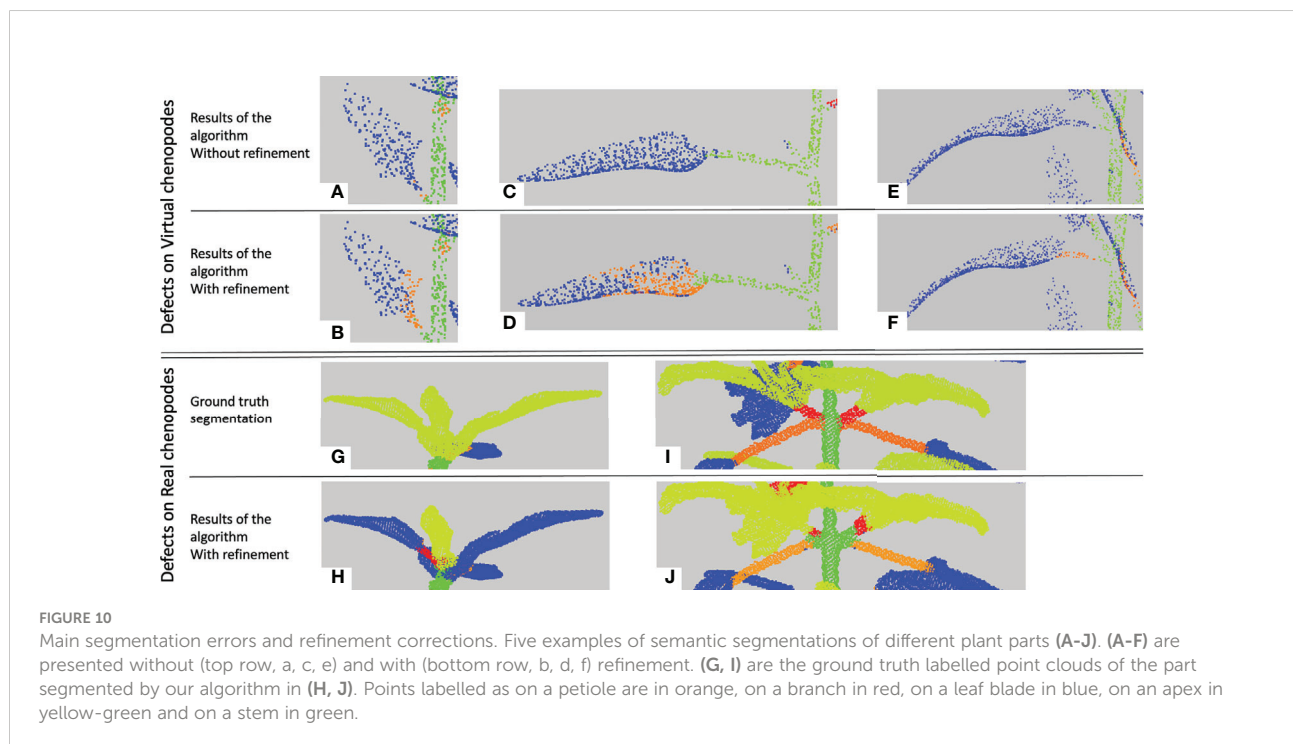 Defects on Virtual chenopodes
Results of the
algorithm
Without refinement
A
C
E
Results of the
algorithm
With refinement
B
D
F
Defects on Real chenopodes
Ground truth
segmentation
G
I
Results of the
algorithm
With refinement
H
J
FIGURE 10
Main segmentation errors and refinement corrections. Five examples of semantic segmentations of different plant parts (A-J). (A-F) are
presented without (top row, a, c, e) and with (bottom row, b, d, f) refinement. (G, I) are the ground truth labelled point clouds of the part
segmented by our algorithm in (H, J). Points labelled as on a petiole are in orange, on a branch in red, on a leaf blade in blue, on an apex in
yellow-green and on a stem in green.